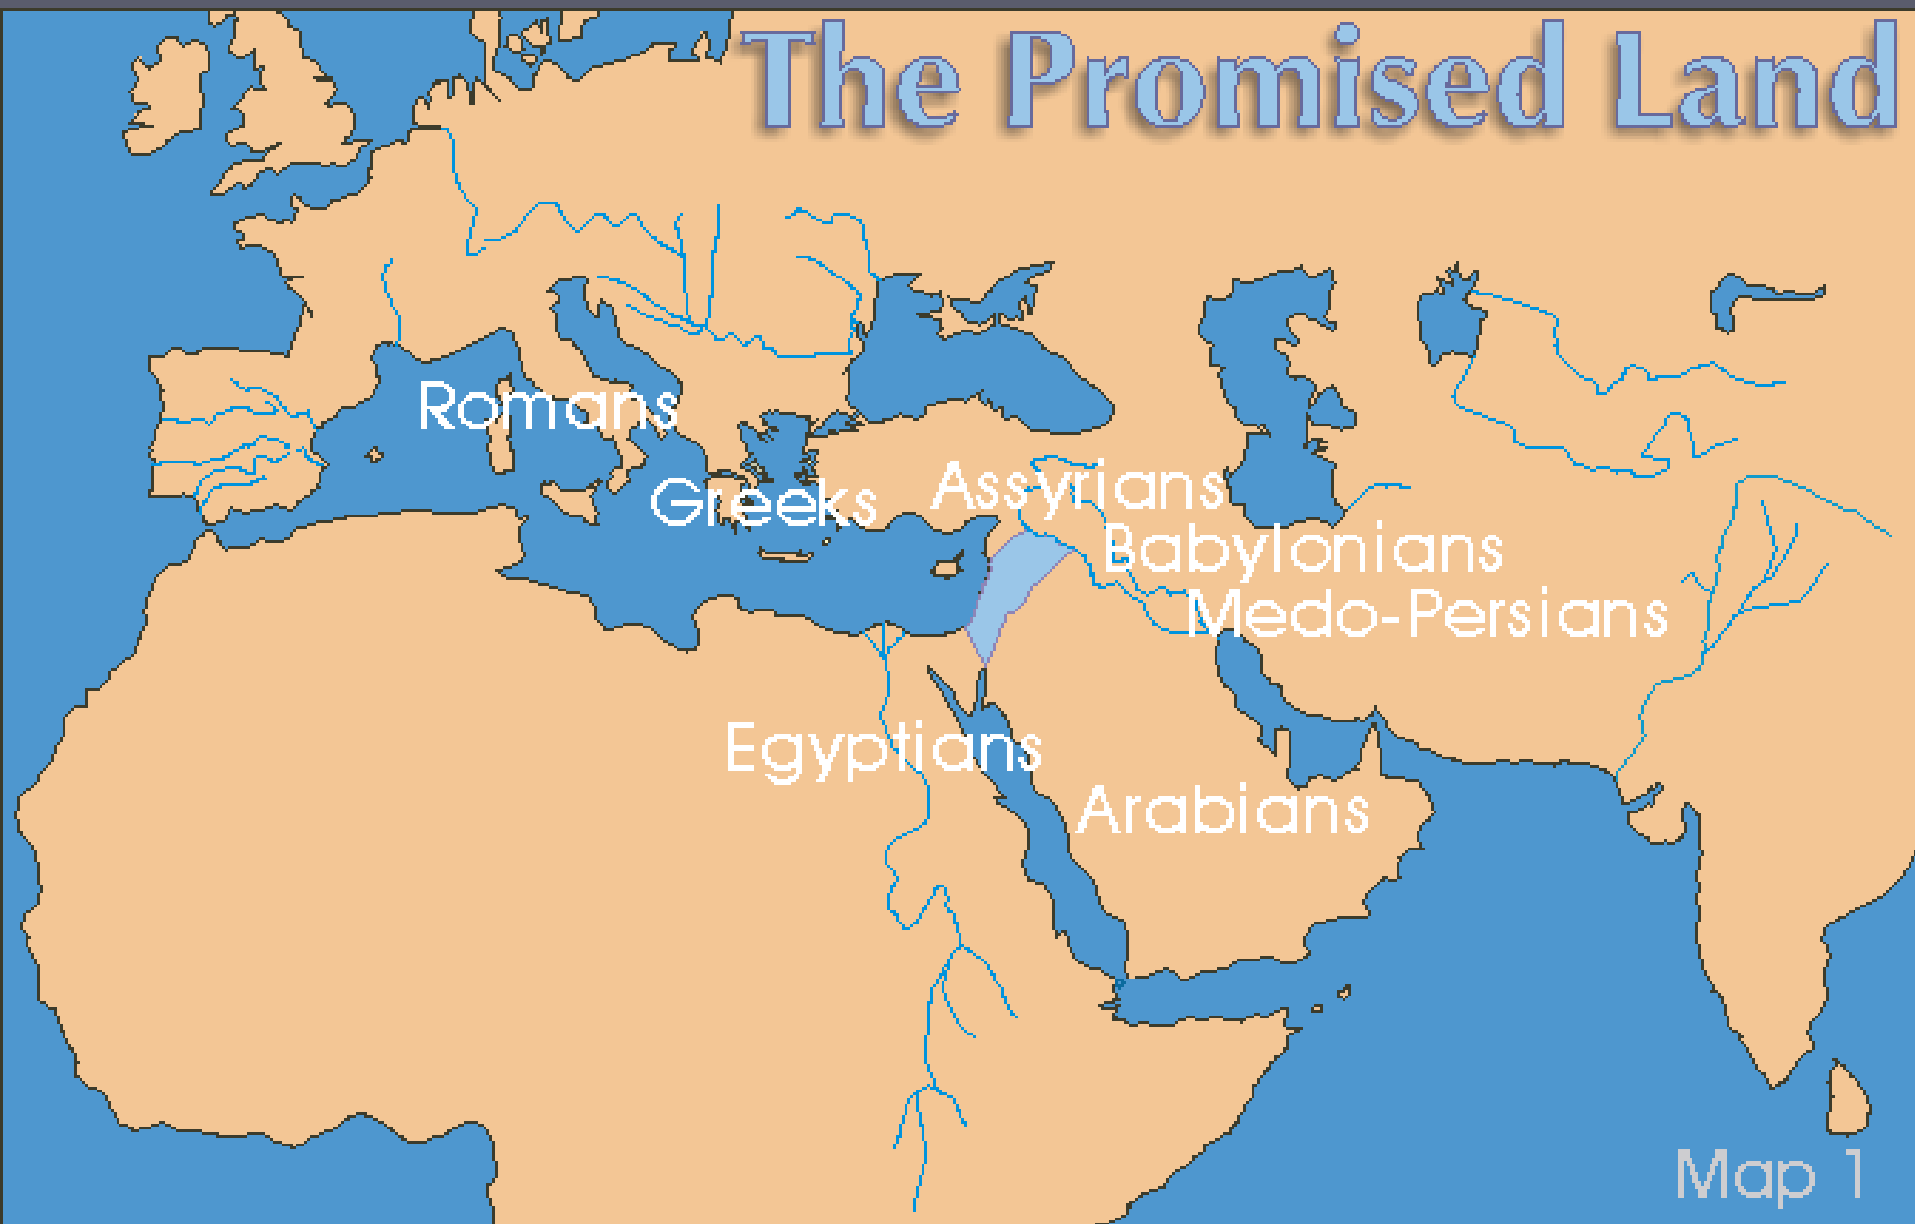 The Promised Land
Romans
Greeks
Assyrians
Babylonians
Medo-Persians
Egyptians
Arabians
Map 1